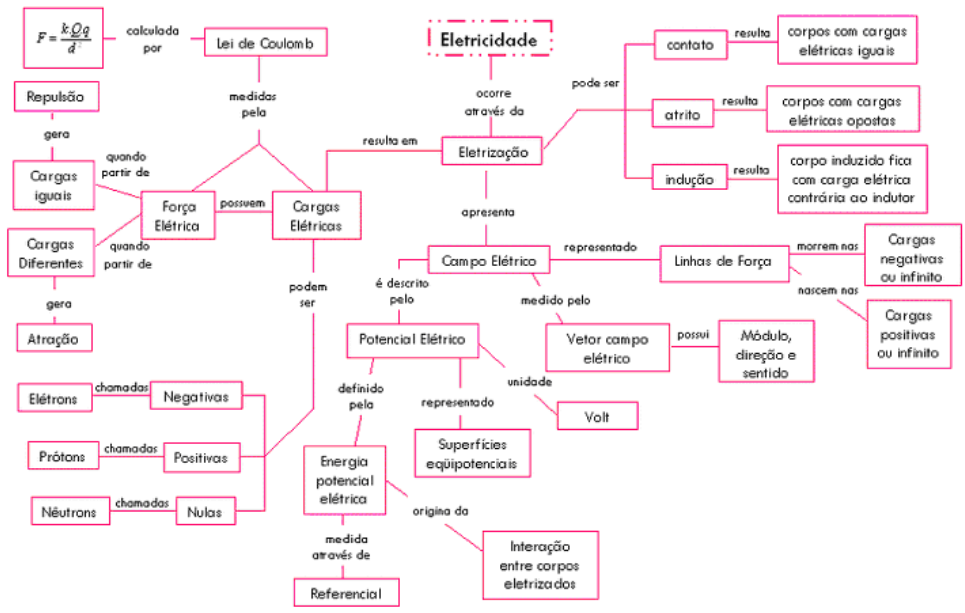 F = k.Q.q / d²
calculada
por
Lei de Coulomb
Eletricidade
contato
resulta
corpos com cargas
elétricas iguais
pode ser
Repulsão
medidas
pela
ocorre
através da
atrito
resulta
corpos com cargas
elétricas opostas
gera
resulta em
Eletrização
quando
partir de
Cargas
iguais
indução
resulta
corpo induzido fica
com carga elétrica
contrária ao indutor
Força
Elétrica
possuem
Cargas
Elétricas
apresenta
Cargas
Diferentes
quando
partir de
Campo Elétrico
representado
Linhas de Força
morrem nas
Cargas
negativas
ou infinito
é descrito
pelo
podem
ser
medido pelo
nascem nas
gera
Cargas
positivas
ou infinito
Atração
Potencial Elétrico
Vetor campo
elétrico
possui
Módulo,
direção e
sentido
definido
pela
unidade
representado
Volt
Elétrons
chamadas
Negativas
Superfícies
eqüipotenciais
Prótons
chamadas
Positivas
Energia
potencial
elétrica
Nêutrons
chamadas
Nulas
origina da
medida
através de
Interação
entre corpos
eletrizados
Referencial